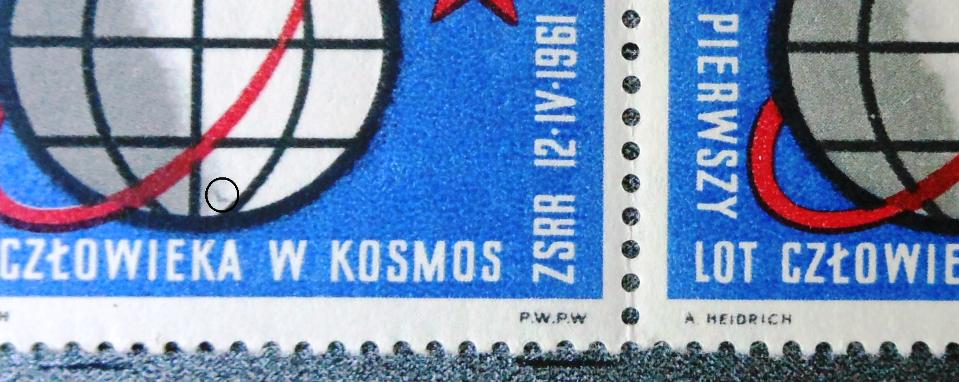 ZSRR 12·IV·1961
CZŁOWIEKA W KOSMOS
H
P.W.P.W
PIERWSZY
LOT CZŁOWIE
A. HEIDRICH